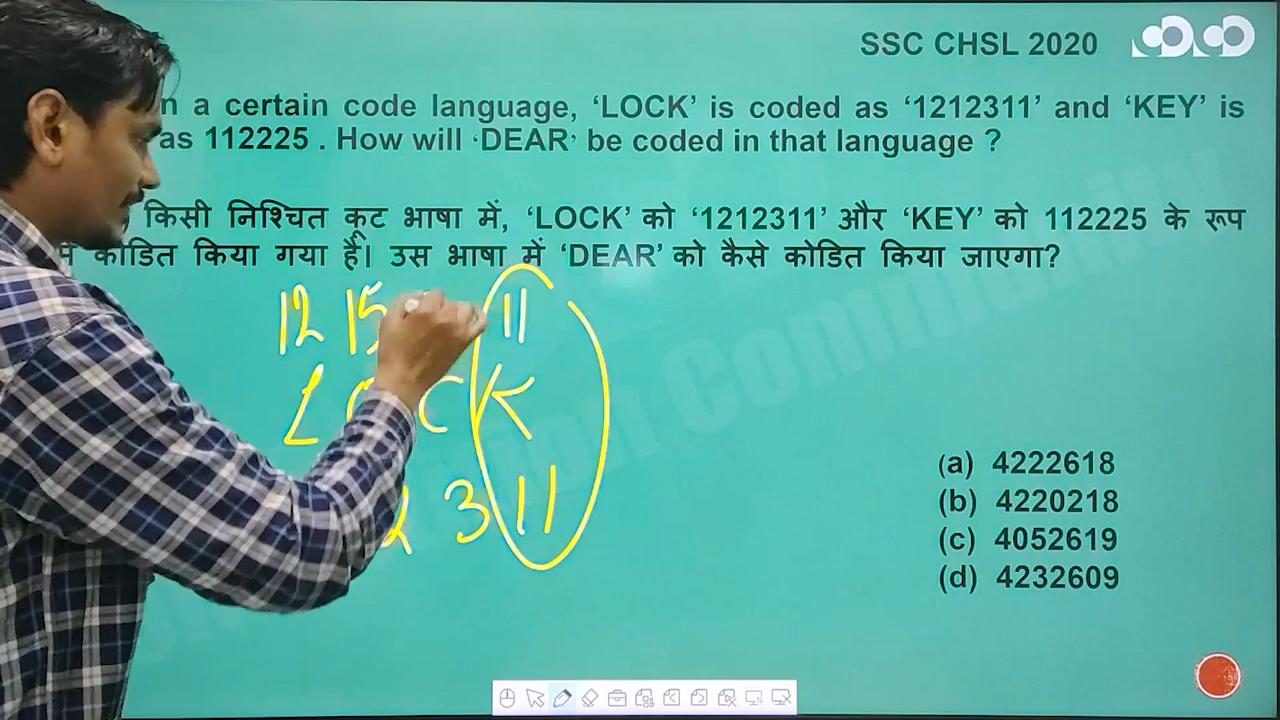 SSC CHSL 2020
n a certain code language, ‘LOCK’ is coded as ‘1212311’ and ‘KEY’ is
as 112225 . How will ‘DEAR’ be coded in that language ?
किसी निश्चित कूट भाषा में, ‘LOCK’ को ‘1212311’ और ‘KEY’ को 112225 के रूप
में कोडित किया गया है। उस भाषा में ‘DEAR’ को कैसे कोडित किया जाएगा?
12 15 11
L O C K
2 3 11
(a) 4222618
(b) 4220218
(c) 4052619
(d) 4232609